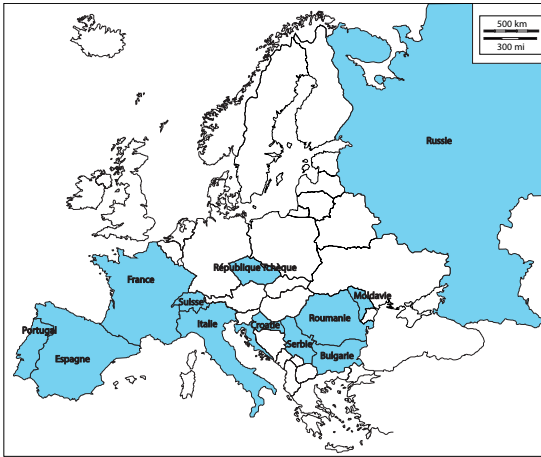 500 km
300 mi
Russie
République Tchèque
France
Moldavie
Suisse
Roumanie
Italie
Croatie
Portugal
Serbie
Espagne
Bulgarie